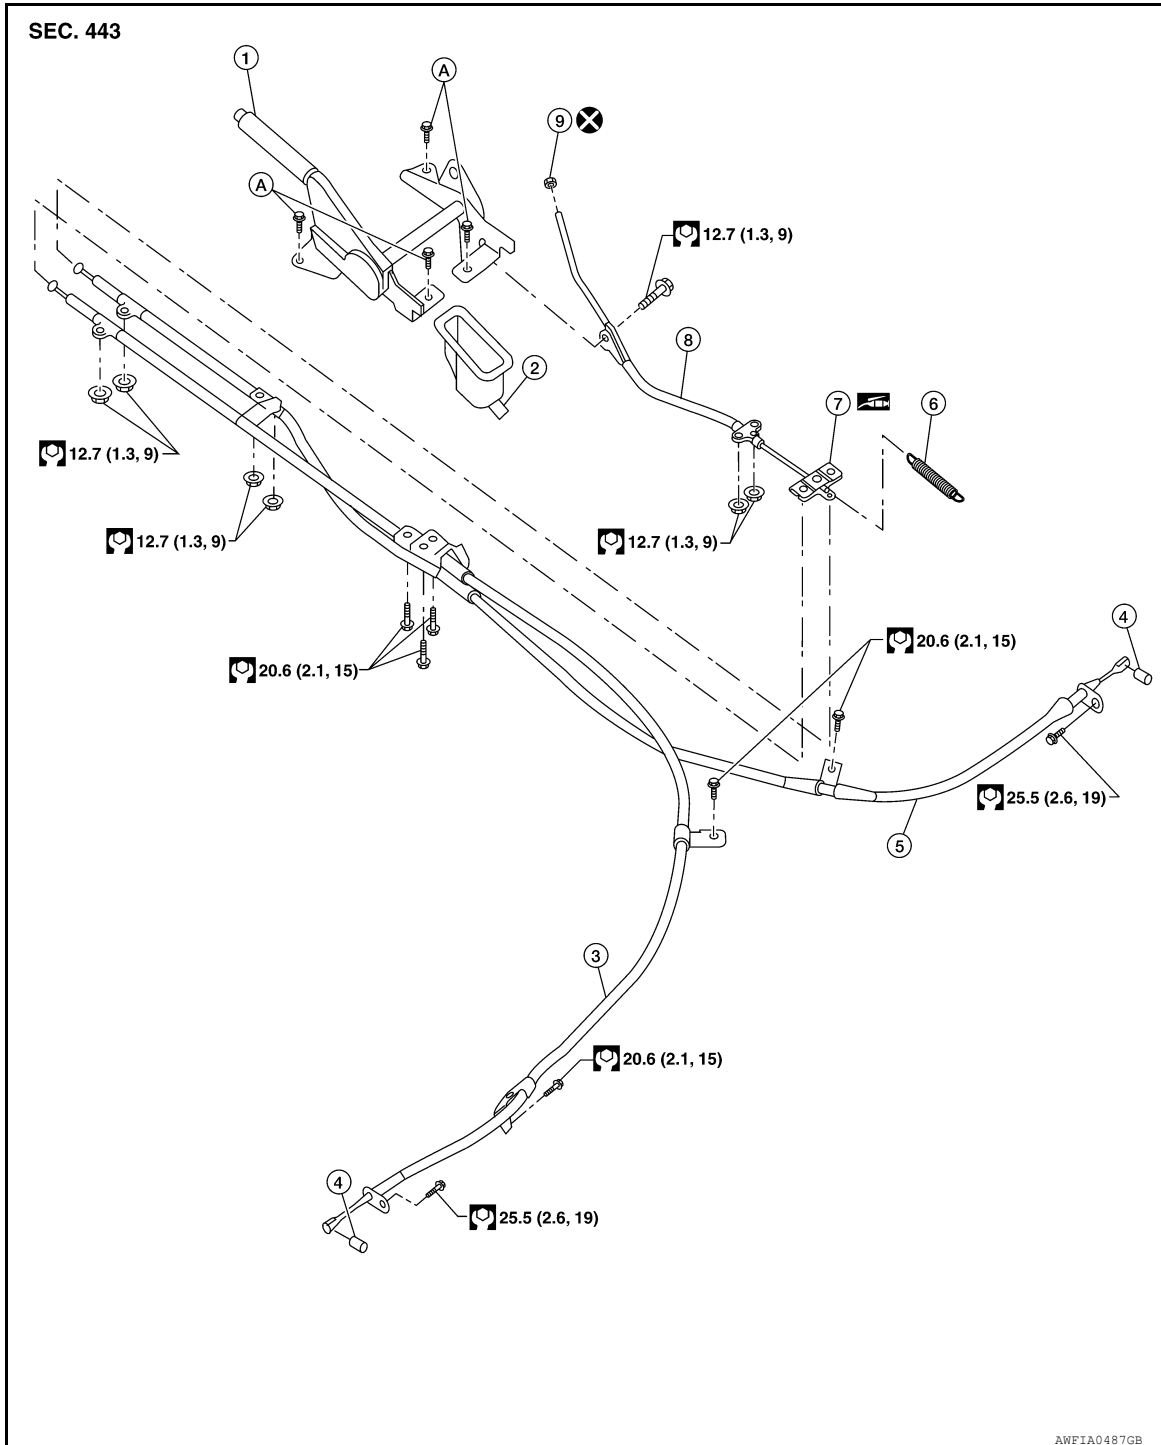 SEC. 443
1
A
9
A
12.7 (1.3, 9)
8
2
7
6
12.7 (1.3, 9)
12.7 (1.3, 9)
12.7 (1.3, 9)
4
20.6 (2.1, 15)
20.6 (2.1, 15)
25.5 (2.6, 19)
5
3
20.6 (2.1, 15)
4
25.5 (2.6, 19)
AWFIA0487GB